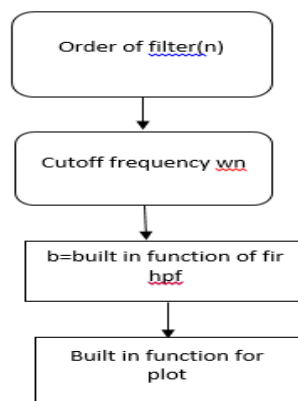 Order of filter(n)
Cutoff frequency wn
b=built in function of fir
hpf
Built in function for
plot